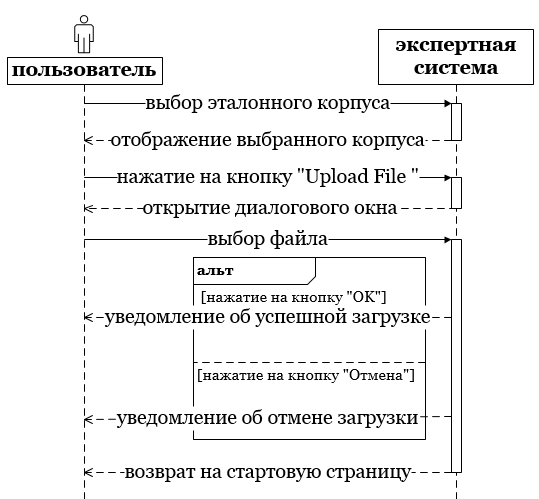 пользователь
экспертная
система
выбор эталонного корпуса
отображение выбранного корпуса
нажатие на кнопку "Upload File "
открытие диалогового окна
выбор файла
альт
[нажатие на кнопку "OK"]
уведомление об успешной загрузке
[нажатие на кнопку "Отмена"]
уведомление об отмене загрузки
возврат на стартовую страницу